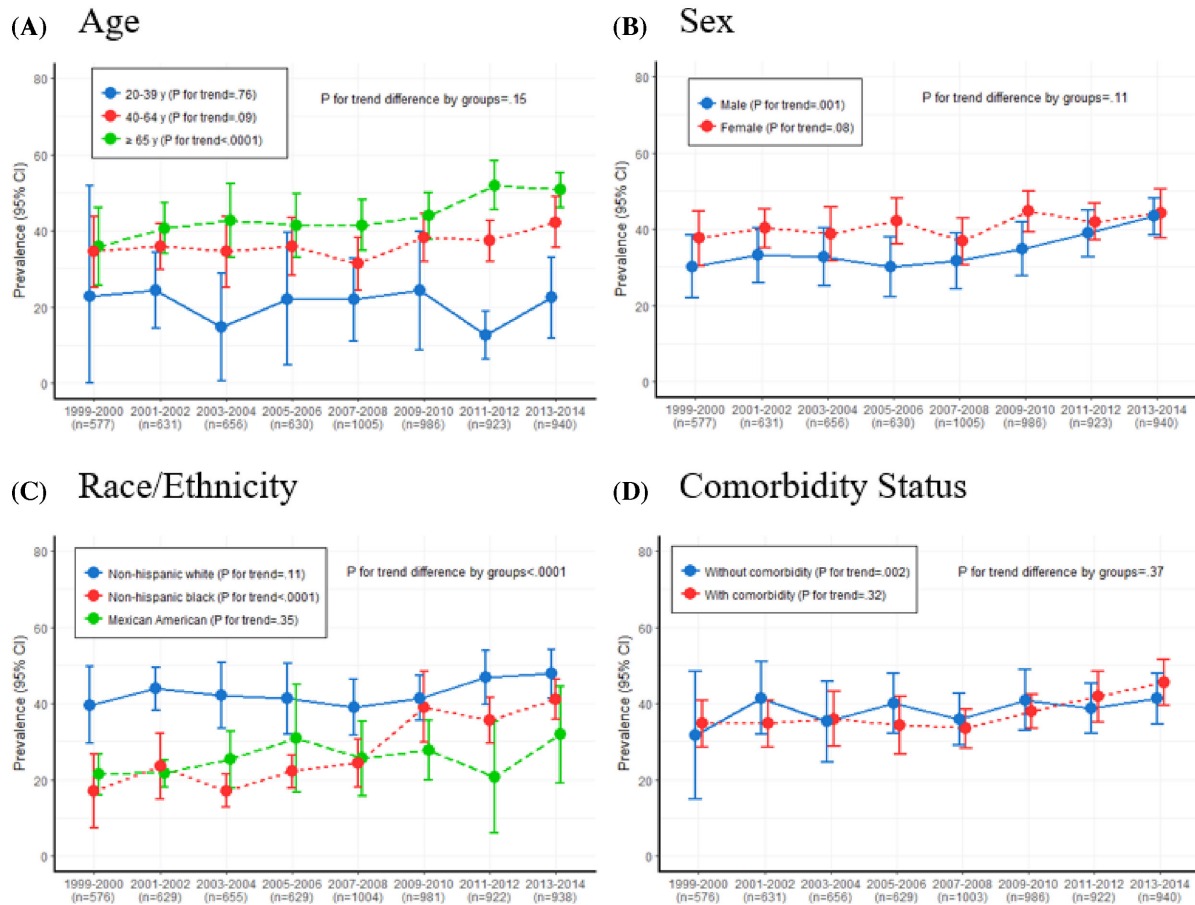 (A) Age
20-39 y (P for trend=.76)
40-64 y (P for trend=.09)
≥ 65 y (P for trend<.0001)
P for trend difference by groups=.15
Prevalence (95% CI)
80
60
40
20
0
1999-2000 2001-2002 2003-2004 2005-2006 2007-2008 2009-2010 2011-2012 2013-2014
(n=577) (n=631) (n=656) (n=630) (n=1005) (n=986) (n=923) (n=940)
(B) Sex
Male (P for trend=.001)
Female (P for trend=.08)
P for trend difference by groups=.11
Prevalence (95% CI)
80
60
40
20
0
1999-2000 2001-2002 2003-2004 2005-2006 2007-2008 2009-2010 2011-2012 2013-2014
(n=577) (n=631) (n=656) (n=630) (n=1005) (n=986) (n=923) (n=940)
(C) Race/Ethnicity
Non-hispanic white (P for trend=.11)
Non-hispanic black (P for trend<.0001)
Mexican American (P for trend=.35)
P for trend difference by groups<.0001
Prevalence (95% CI)
80
60
40
20
0
1999-2000 2001-2002 2003-2004 2005-2006 2007-2008 2009-2010 2011-2012 2013-2014
(n=576) (n=629) (n=655) (n=629) (n=1004) (n=981) (n=922) (n=938)
(D) Comorbidity Status
Without comorbidity (P for trend=.002)
With comorbidity (P for trend=.32)
P for trend difference by groups=.37
Prevalence (95% CI)
80
60
40
20
0
1999-2000 2001-2002 2003-2004 2005-2006 2007-2008 2009-2010 2011-2012 2013-2014
(n=576) (n=631) (n=656) (n=629) (n=1003) (n=986) (n=922) (n=940)